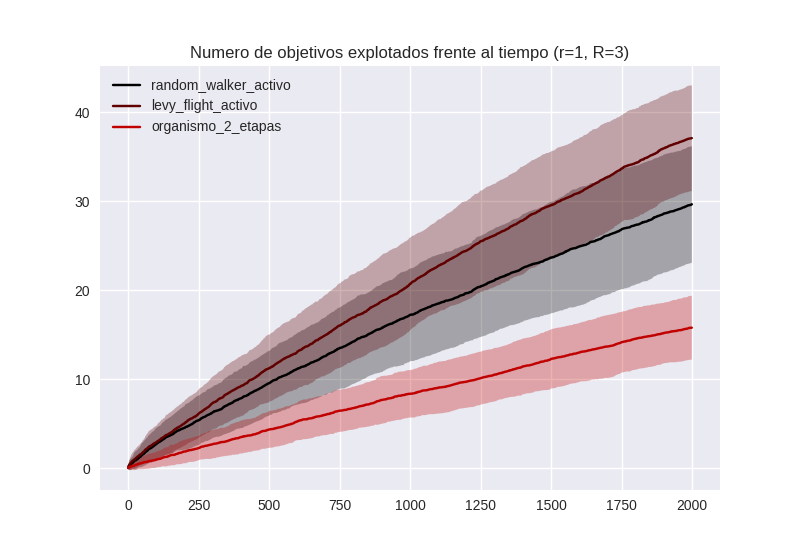 Numero de objetivos explotados frente al tiempo (r=1, R=3)
random_walker_activo
levy_flight_activo
organismo_2_etapas
40
30
20
10
0
0 250 500 750 1000 1250 1500 1750 2000